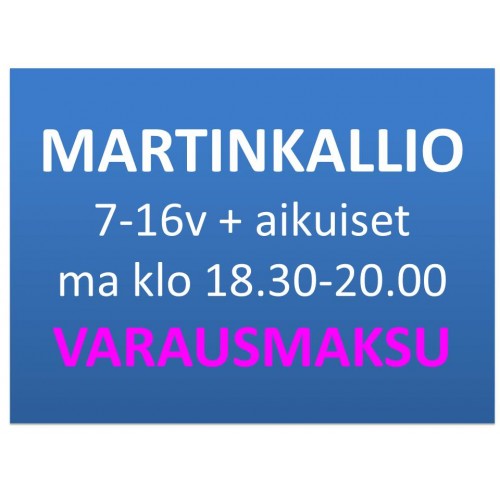 MARTINKALLIO
7-16v + aikuiset
ma klo 18.30-20.00
VARAUSMAKSU